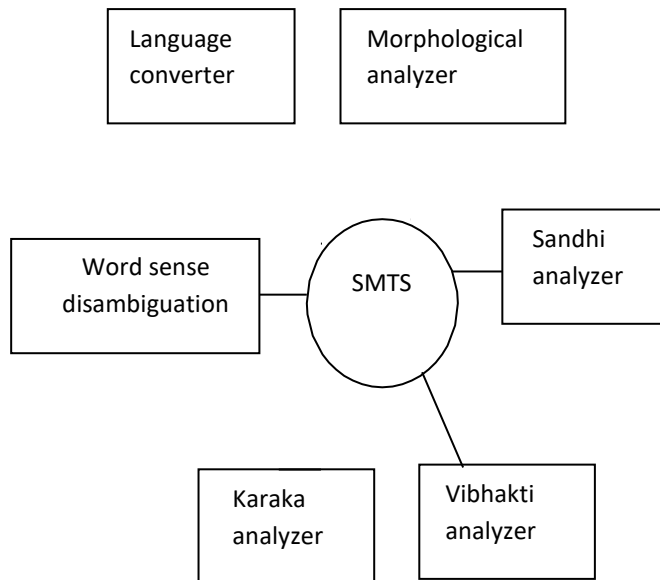 Language
converter
Morphological
analyzer
Word sense
disambiguation
SMTS
Sandhi
analyzer
Karaka
analyzer
Vibhakti
analyzer